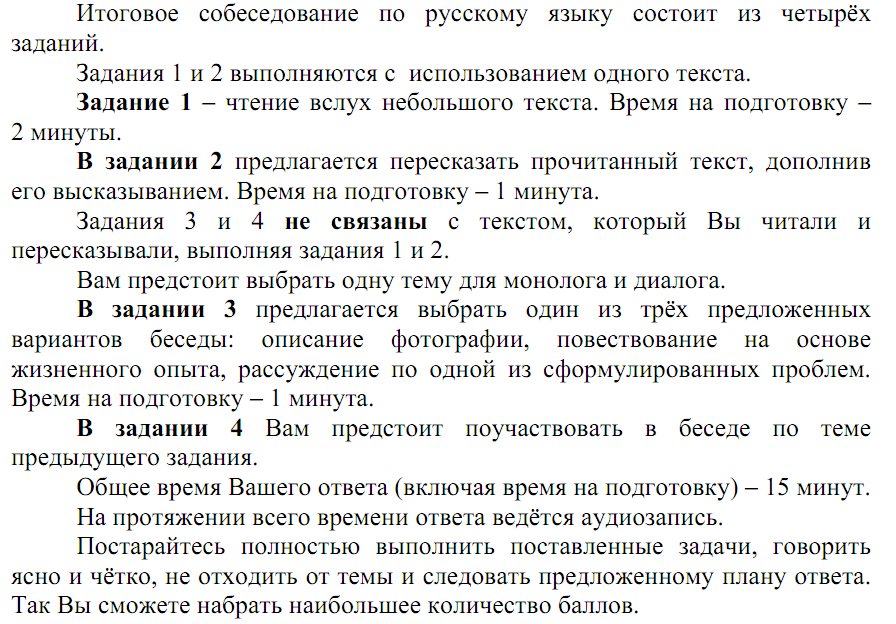 Итоговое собеседование по русскому языку состоит из четырёх
заданий.
Задания 1 и 2 выполняются с использованием одного текста.
Задание 1 – чтение вслух небольшого текста. Время на подготовку –
2 минуты.
В задании 2 предлагается пересказать прочитанный текст, дополнив
его высказыванием. Время на подготовку – 1 минута.
Задания 3 и 4 не связаны с текстом, который Вы читали и
пересказывали, выполняя задания 1 и 2.
Вам предстоит выбрать одну тему для монолога и диалога.
В задании 3 предлагается выбрать один из трёх предложенных
вариантов беседы: описание фотографии, повествование на основе
жизненного опыта, рассуждение по одной из сформулированных проблем.
Время на подготовку – 1 минута.
В задании 4 Вам предстоит поучаствовать в беседе по теме
предыдущего задания.
Общее время Вашего ответа (включая время на подготовку) – 15 минут.
На протяжении всего времени ответа ведётся аудиозапись.
Постарайтесь полностью выполнить поставленные задачи, говорить
ясно и чётко, не отходить от темы и следовать предложенному плану ответа.
Так Вы сможете набрать наибольшее количество баллов.